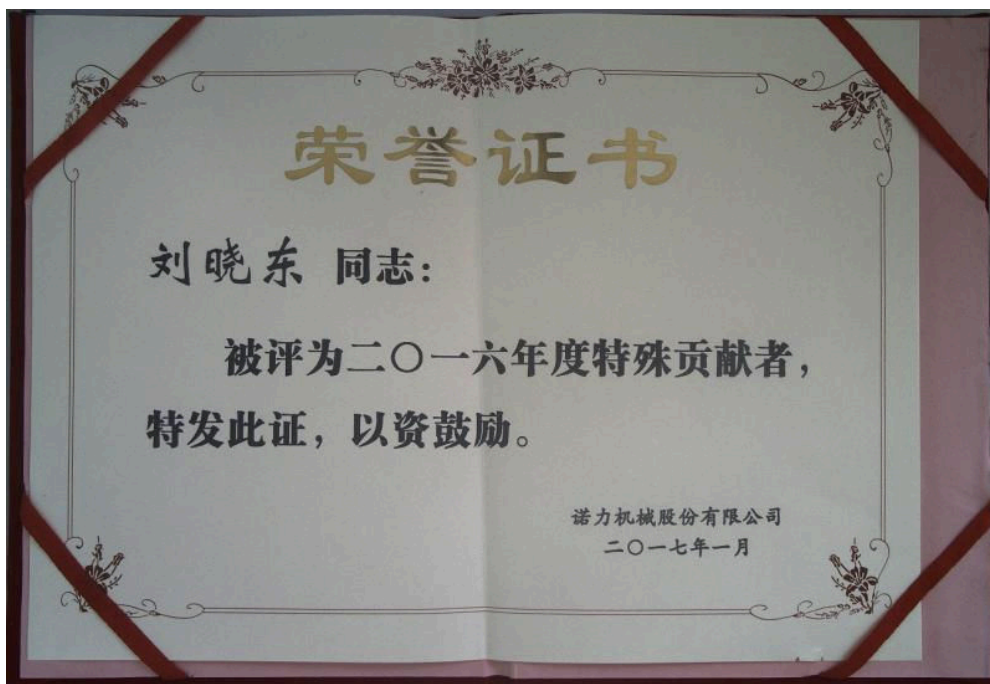 荣誉证书
刘晓东 同志：
被评为二〇一六年度特殊贡献者，
特发此证，以资鼓励。
诺力机械股份有限公司
二〇一七年一月